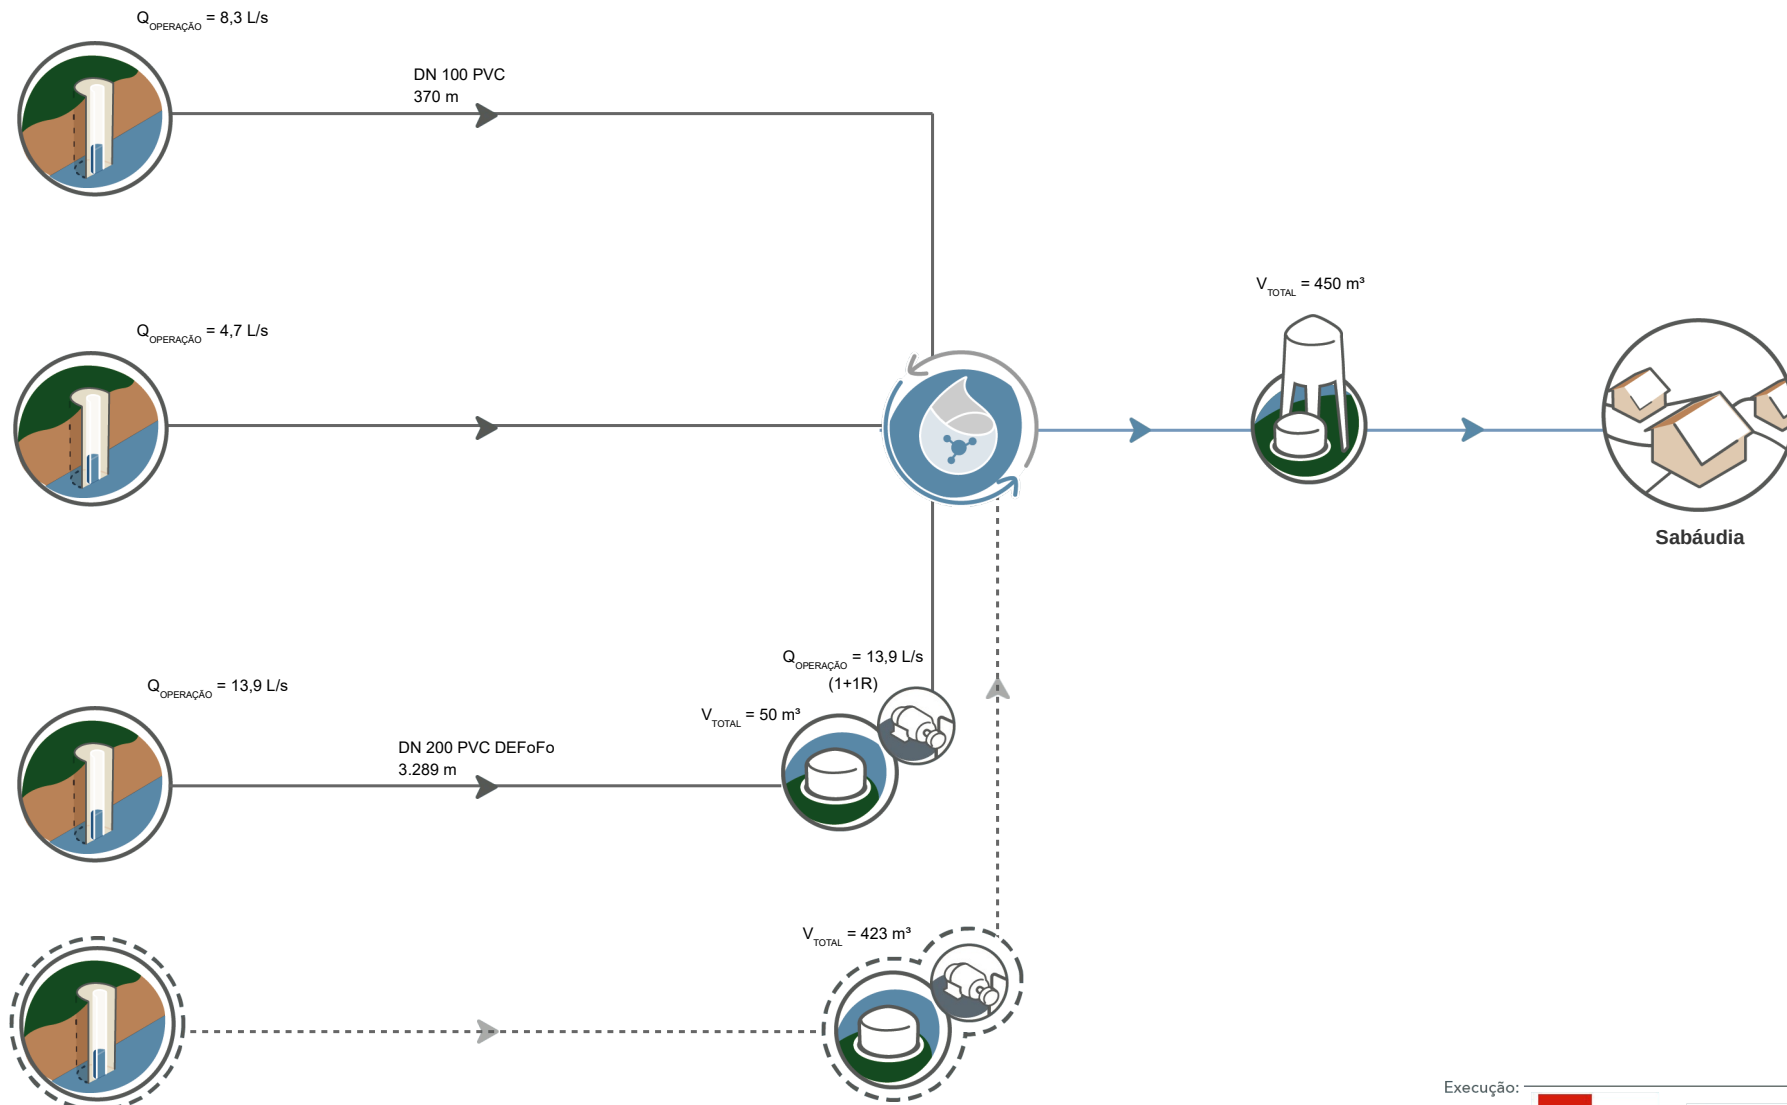 QOPERAÇÃO = 8,3 L/s
DN 100 PVC
370 m
VTOTAL = 450 m³
QOPERAÇÃO = 4,7 L/s
Sabáudia
QOPERAÇÃO = 13,9 L/s
(1+1R)
QOPERAÇÃO = 13,9 L/s
VTOTAL = 50 m³
DN 200 PVC DEFoFo
3.289 m
VTOTAL = 423 m³
Execução: